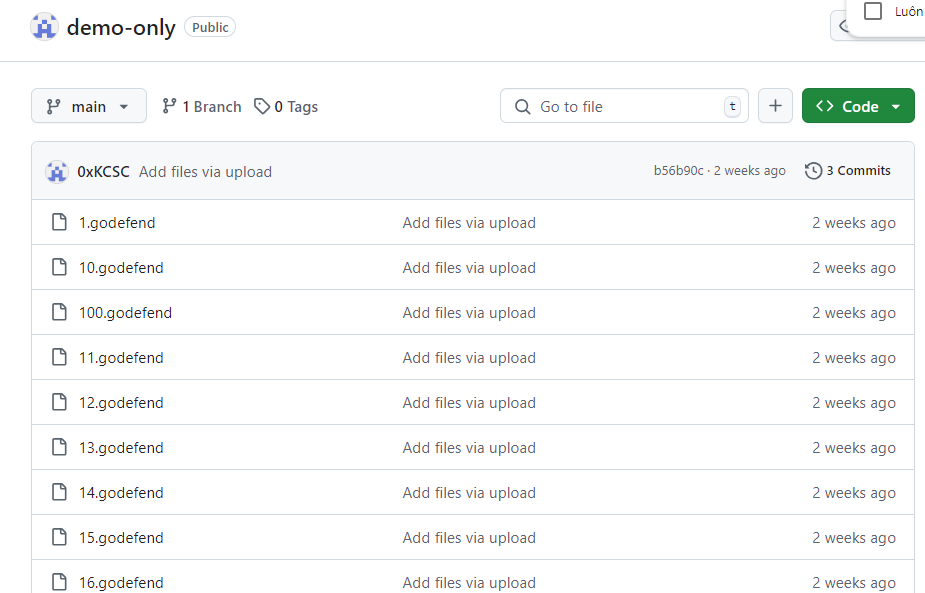 demo-only Public
Luôn
main 1 Branch 0 Tags Go to file t Code
0xKCSC Add files via upload b56b90c · 2 weeks ago 3 Commits
1.godefend Add files via upload 2 weeks ago
10.godefend Add files via upload 2 weeks ago
100.godefend Add files via upload 2 weeks ago
11.godefend Add files via upload 2 weeks ago
12.godefend Add files via upload 2 weeks ago
13.godefend Add files via upload 2 weeks ago
14.godefend Add files via upload 2 weeks ago
15.godefend Add files via upload 2 weeks ago
16.godefend Add files via upload 2 weeks ago